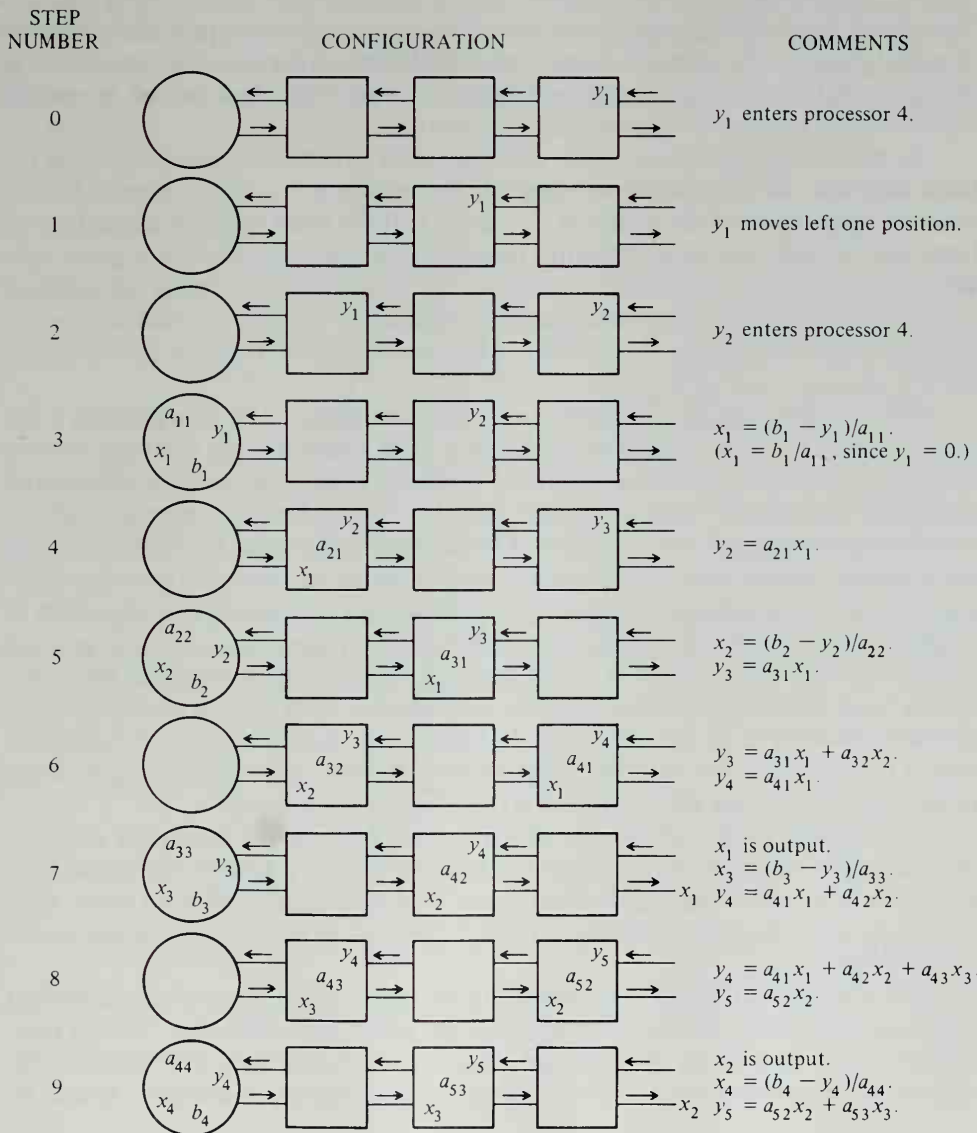 STEP
NUMBER CONFIGURATION COMMENTS
0 y₁ y₁ enters processor 4.
1 y₁ y₁ moves left one position.
2 y₁ y₂ y₂ enters processor 4.
3 a₁₁ y₁ x₁ b₁ y₂ x₁ = (b₁ − y₁)/a₁₁.
(x₁ = b₁/a₁₁, since y₁ = 0.)
4 y₂ a₂₁ x₁ y₃ y₂ = a₂₁x₁.
5 a₂₂ y₂ x₂ b₂ y₃ a₃₁ x₁ x₂ = (b₂ − y₂)/a₂₂.
y₃ = a₃₁x₁.
6 y₃ a₃₂ x₂ y₄ a₄₁ x₁ y₃ = a₃₁x₁ + a₃₂x₂.
y₄ = a₄₁x₁.
x₁ is output.
7 a₃₃ y₃ x₃ b₃ y₄ a₄₂ x₂ x₃ = (b₃ − y₃)/a₃₃.
x₁ y₄ = a₄₁x₁ + a₄₂x₂.
8 y₄ a₄₃ x₃ y₅ a₅₂ x₂ y₄ = a₄₁x₁ + a₄₂x₂ + a₄₃x₃.
y₅ = a₅₂x₂.
x₂ is output.
9 a₄₄ y₄ x₄ b₄ y₅ a₅₃ x₃ x₄ = (b₄ − y₄)/a₄₄.
x₂ y₅ = a₅₂x₂ + a₅₃x₃.